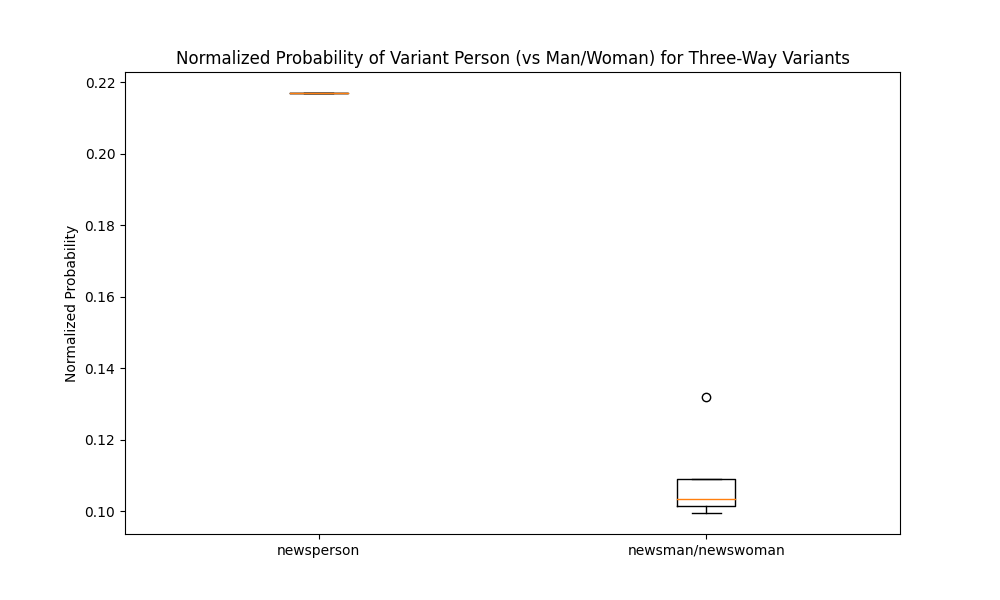 Normalized Probability of Variant Person (vs Man/Woman) for Three-Way Variants
Normalized Probability
0.22
0.20
0.18
0.16
0.14
0.12
0.10
newsperson
newsman/newswoman